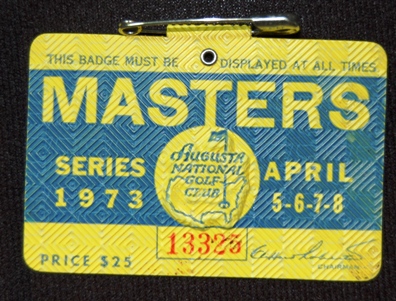 THIS BADGE MUST BE DISPLAYED AT ALL TIMES
MASTERS
SERIES
1973
Augusta
NATIONAL
GOLF
CLUB
APRIL
5-6-7-8
13325
PRICE $25
CHAIRMAN